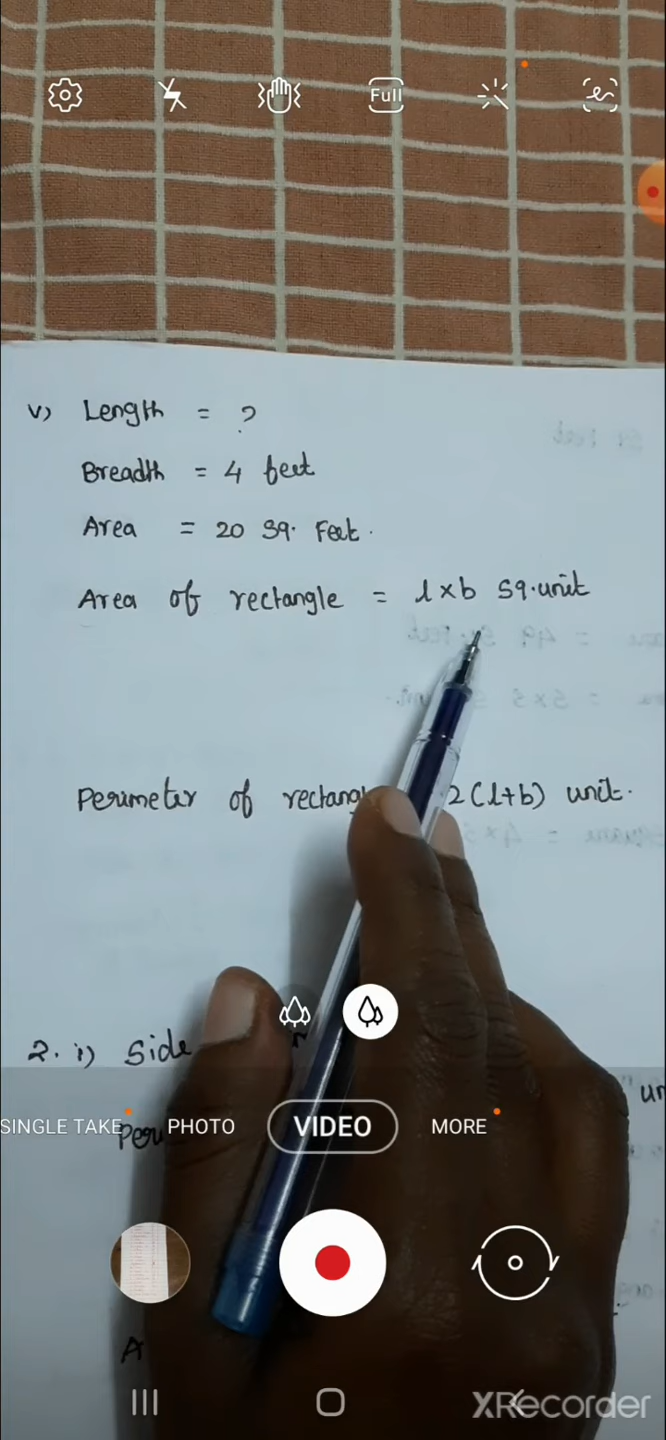 Full
v) Length = ?
Breadth = 4 feet
Area = 20 Sq. Feet.
Area of rectangle = l×b Sq.unit
Perimeter of 2(l+b) unit.
2. i) Side
SINGLE TAKE PHOTO VIDEO MORE
A
XRecorder